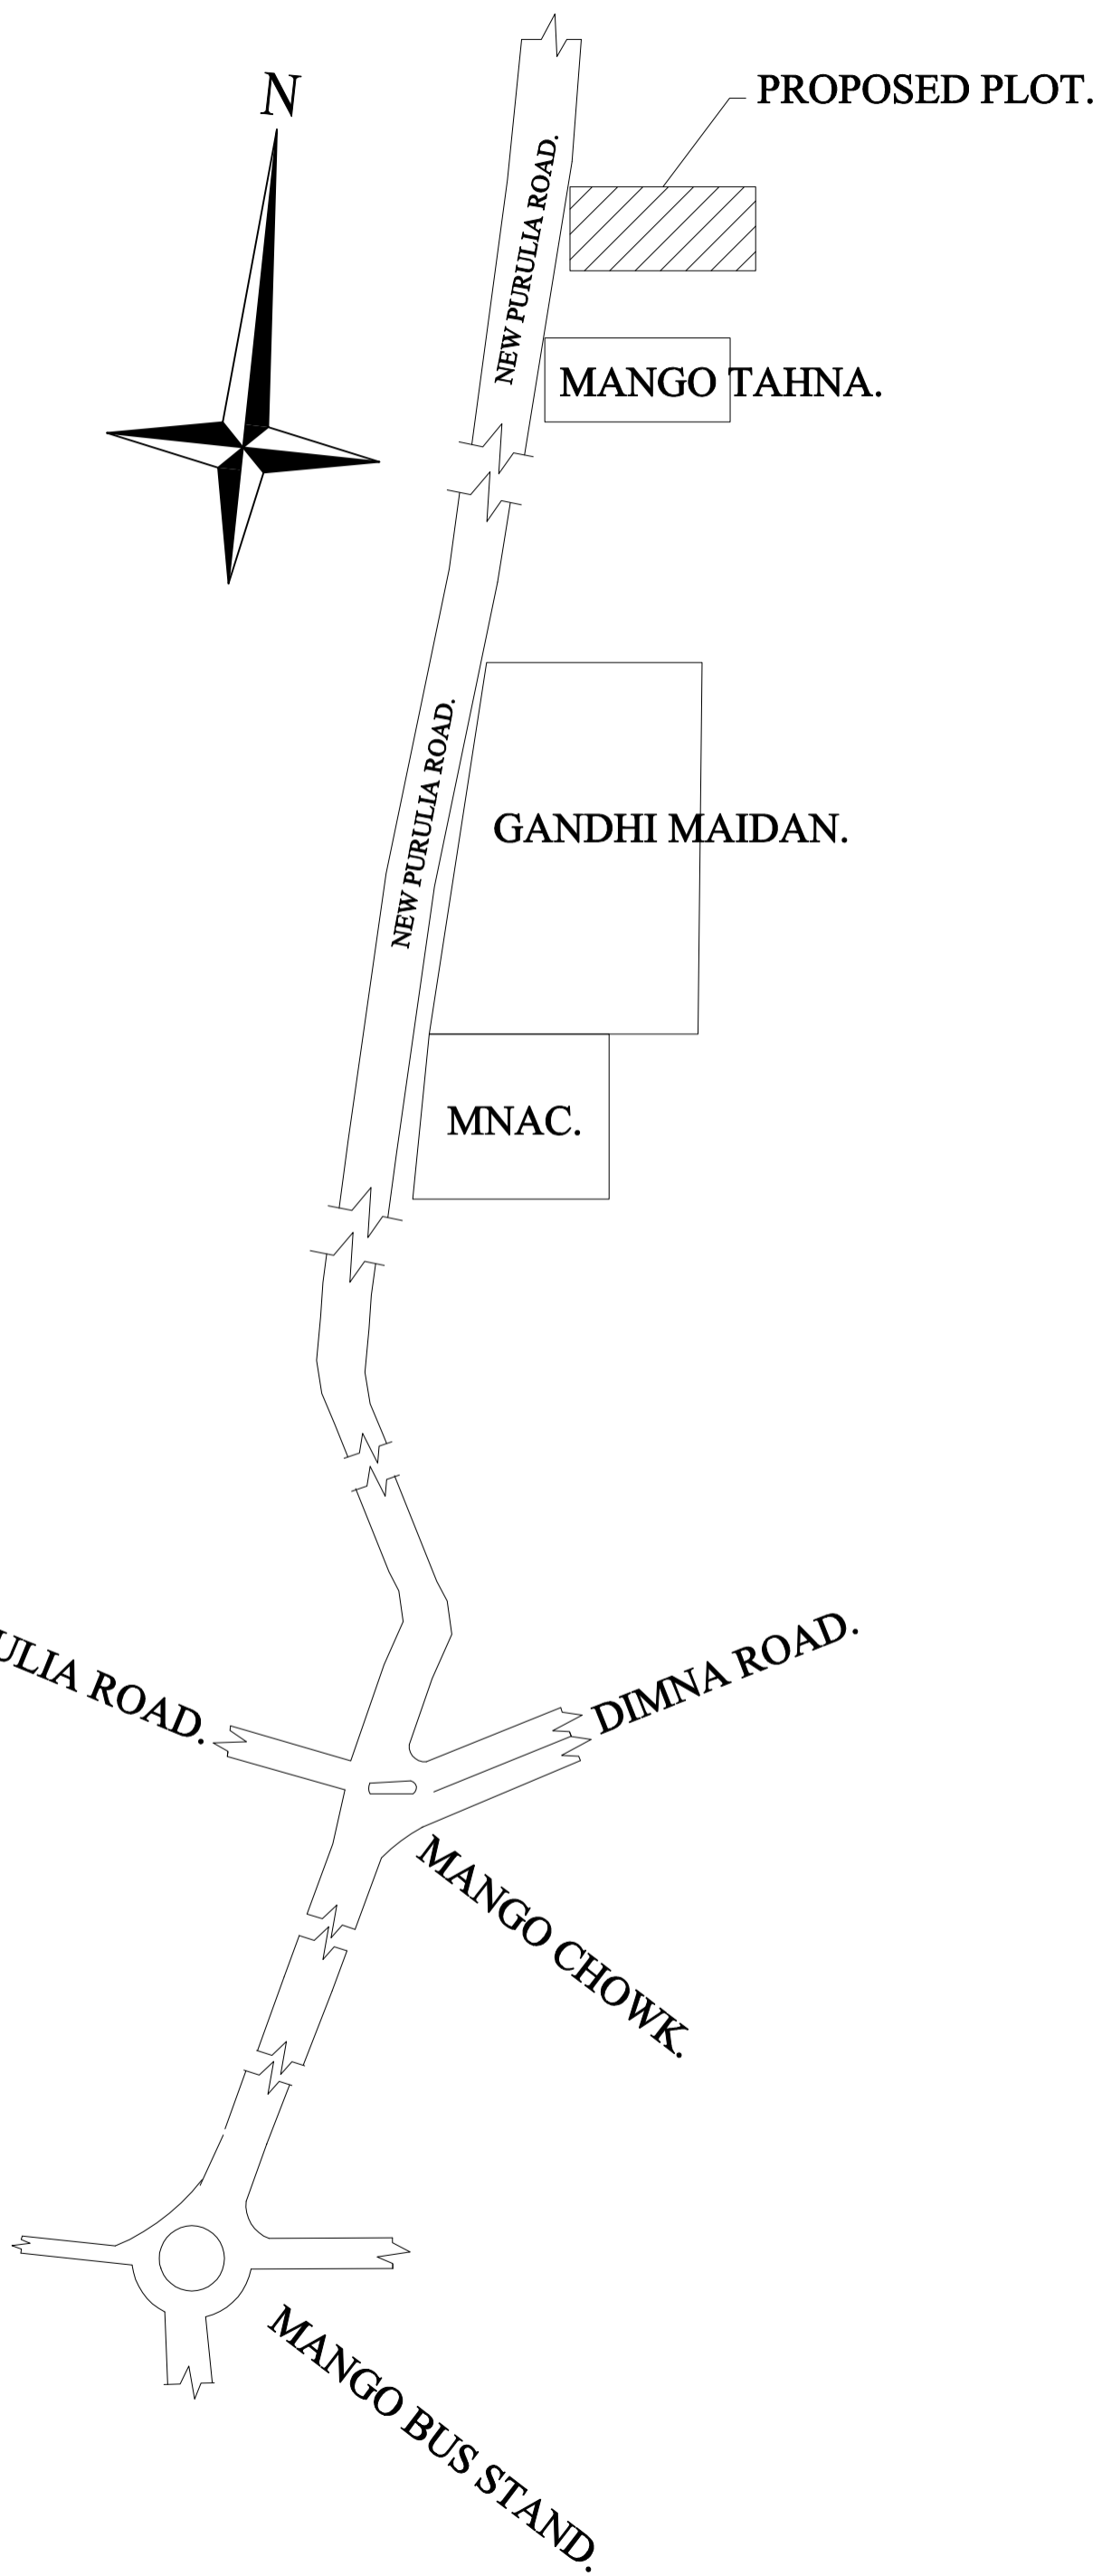 N
PROPOSED PLOT.
NEW PURULIA ROAD.
MANGO TAHNA.
NEW PURULIA ROAD.
GANDHI MAIDAN.
MNAC.
ULIA ROAD.
DIMNA ROAD.
MANGO CHOWK.
MANGO BUS STAND.